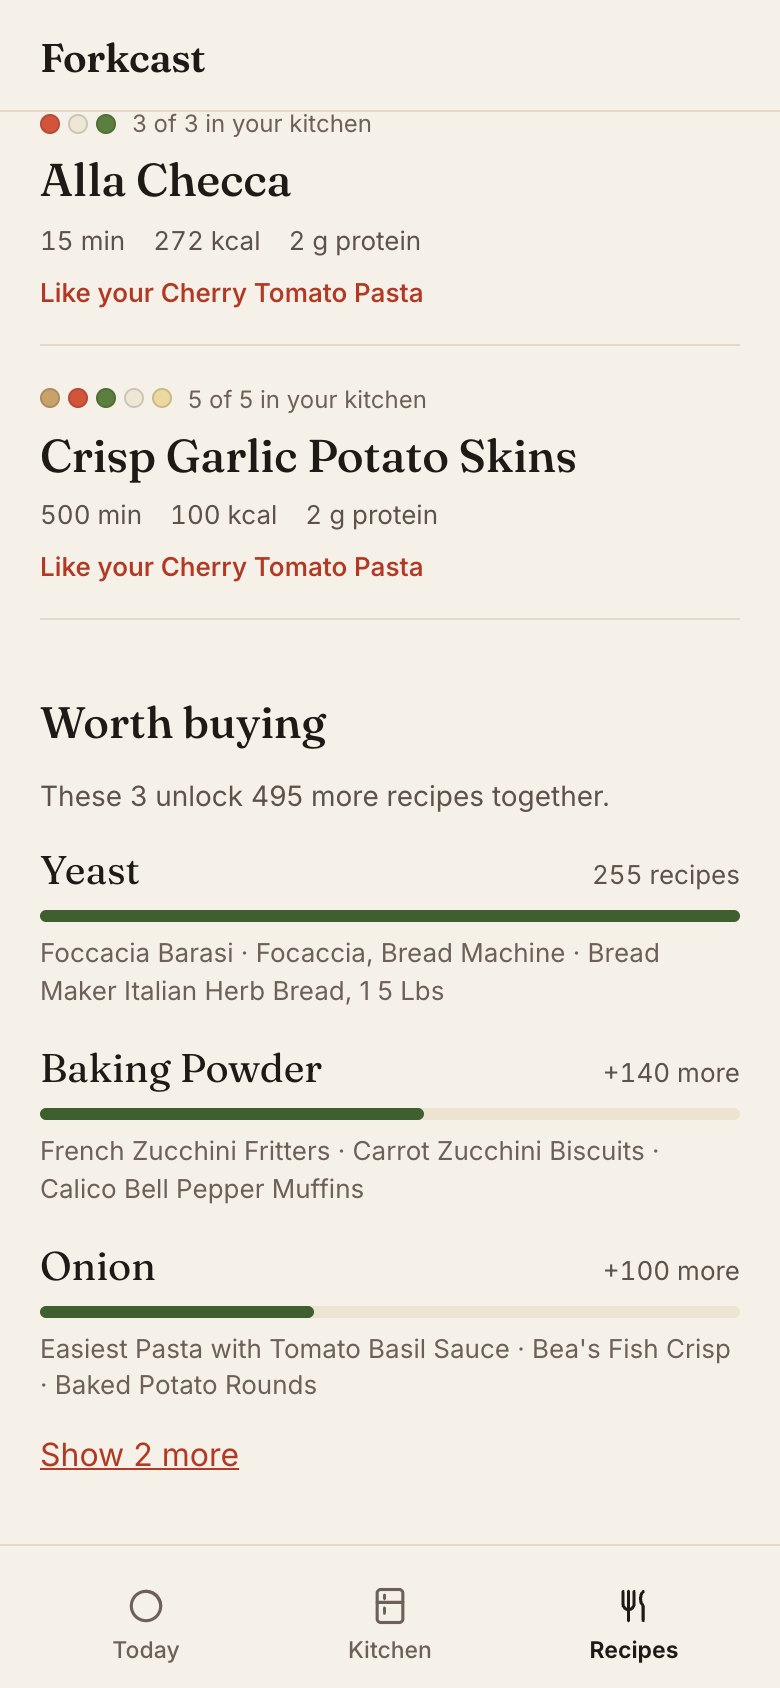 Forkcast
3 of 3 in your kitchen
Alla Checca
15 min 272 kcal 2 g protein
Like your Cherry Tomato Pasta
5 of 5 in your kitchen
Crisp Garlic Potato Skins
500 min 100 kcal 2 g protein
Like your Cherry Tomato Pasta
Worth buying
These 3 unlock 495 more recipes together.
Yeast 255 recipes
Foccacia Barasi · Focaccia, Bread Machine · Bread
Maker Italian Herb Bread, 1 5 Lbs
Baking Powder +140 more
French Zucchini Fritters · Carrot Zucchini Biscuits ·
Calico Bell Pepper Muffins
Onion +100 more
Easiest Pasta with Tomato Basil Sauce · Bea's Fish Crisp
· Baked Potato Rounds
Show 2 more
Today Kitchen Recipes